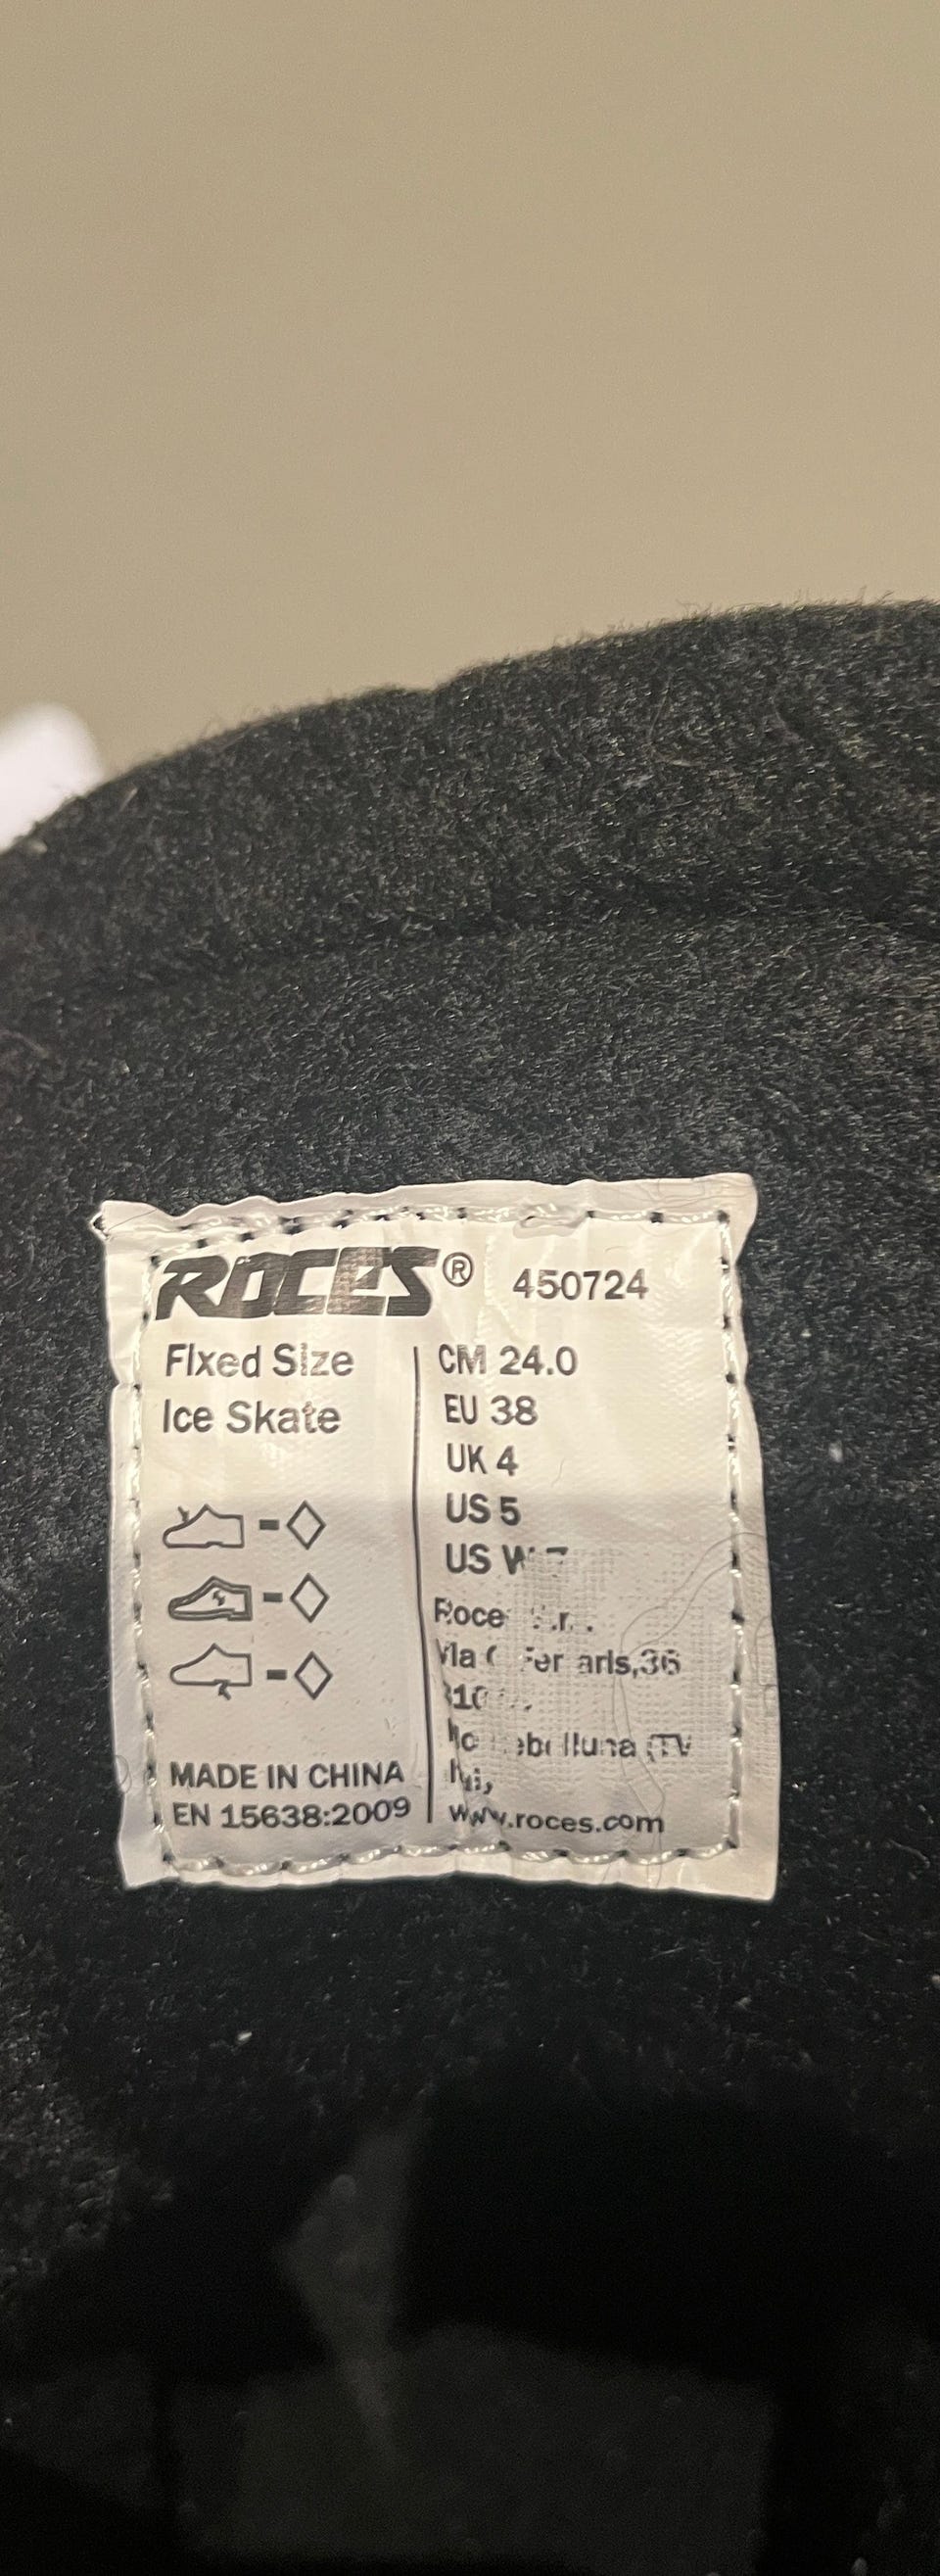 ROCES® 450724
Fixed Size
Ice Skate
MADE IN CHINA
EN 15638:2009
CM 24.0
EU 38
UK 4
US 5
US
www.roces.com